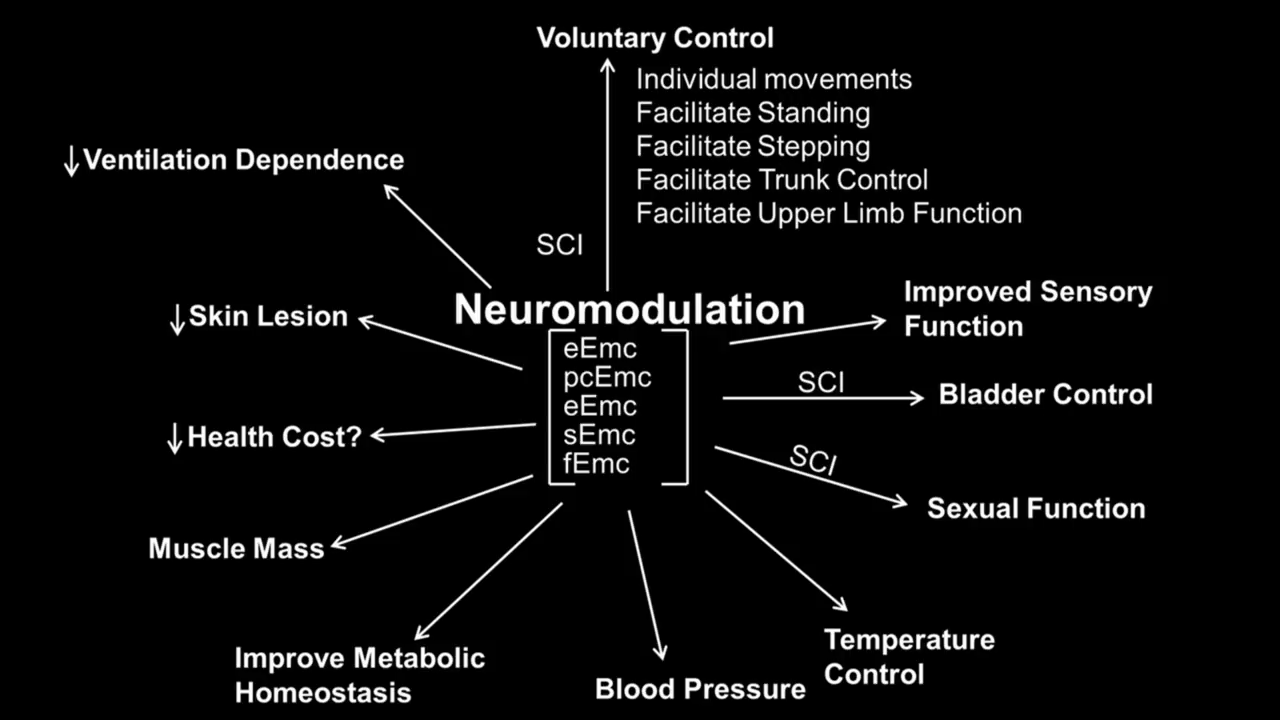 Voluntary Control
Individual movements
Facilitate Standing
Facilitate Stepping
Facilitate Trunk Control
Facilitate Upper Limb Function
↓Ventilation Dependence
SCI
Neuromodulation
eEmc
pcEmc
eEmc
sEmc
fEmc
Improved Sensory
Function
↓Skin Lesion
SCI
Bladder Control
↓Health Cost?
SCI
Sexual Function
Muscle Mass
Temperature
Control
Improve Metabolic
Homeostasis
Blood Pressure